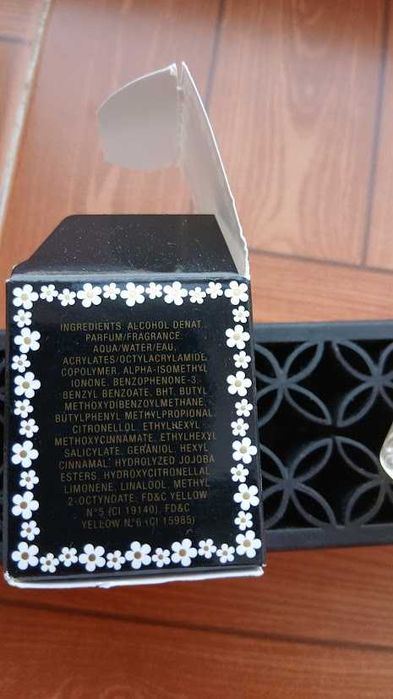 INGREDIENTS: ALCOHOL DENAT.,
PARFUM/FRAGRANCE,
AQUA/WATER/EAU,
ACRYLATES/OCTYLACRYLAMIDE
COPOLYMER, ALPHA-ISOMETHYL
IONONE, BENZOPHENONE-3,
BENZYL BENZOATE, BHT, BUTYL
METHOXYDIBENZOYLMETHANE,
BUTYLPHENYL METHYLPROPIONAL,
CITRONELLOL, ETHYLHEXYL
METHOXYCINNAMATE, ETHYLHEXYL
SALICYLATE, GERANIOL, HEXYL
CINNAMAL, HYDROLYZED JOJOBA
ESTERS, HYDROXYCITRONELLAL,
LIMONENE, LINALOOL, METHYL
2-OCTYNOATE, FD&C YELLOW
N°5 (CI 19140), FD&C
YELLOW N°6 (CI 15985)